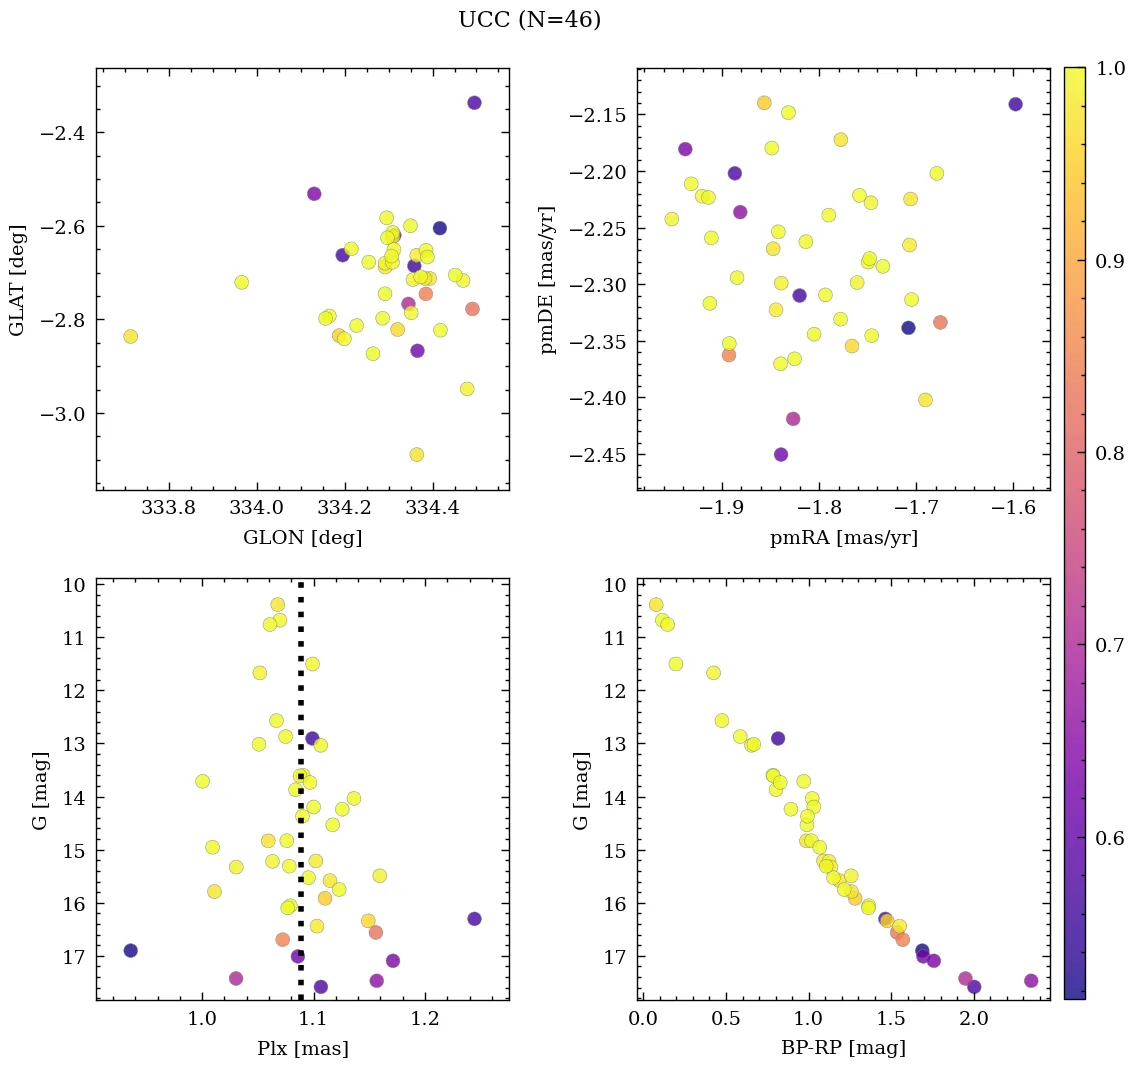 UCC (N=46)
−2.4
−2.6
−2.8
−3.0
GLAT [deg]
333.8 334.0 334.2 334.4
GLON [deg]
−2.15
−2.20
−2.25
−2.30
−2.35
−2.40
−2.45
pmDE [mas/yr]
−1.9 −1.8 −1.7 −1.6
pmRA [mas/yr]
10
11
12
13
14
15
16
17
G [mag]
1.0 1.1 1.2
Plx [mas]
10
11
12
13
14
15
16
17
G [mag]
0.0 0.5 1.0 1.5 2.0
BP-RP [mag]
1.0
0.9
0.8
0.7
0.6